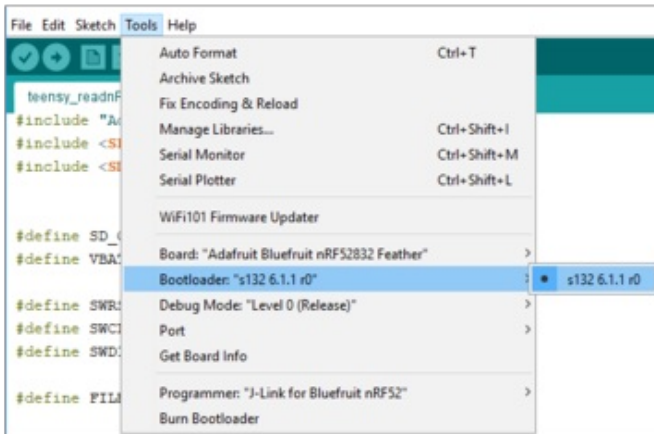 File Edit Sketch Tools Help
Auto Format Ctrl+T
Archive Sketch
teensy_readnF
Fix Encoding & Reload
#include "Ad
Manage Libraries... Ctrl+Shift+I
#include <SI
Serial Monitor Ctrl+Shift+M
#include <SI
Serial Plotter Ctrl+Shift+L
WiFi101 Firmware Updater
#define SD_
#define VBA
Board: "Adafruit Bluefruit nRF52832 Feather"
Bootloader: "s132 6.1.1 r0"
s132 6.1.1 r0
#define SWR
Debug Mode: "Level 0 (Release)"
#define SWC
Port
#define SWD
Get Board Info
#define FIL
Programmer: "J-Link for Bluefruit nRF52"
Burn Bootloader